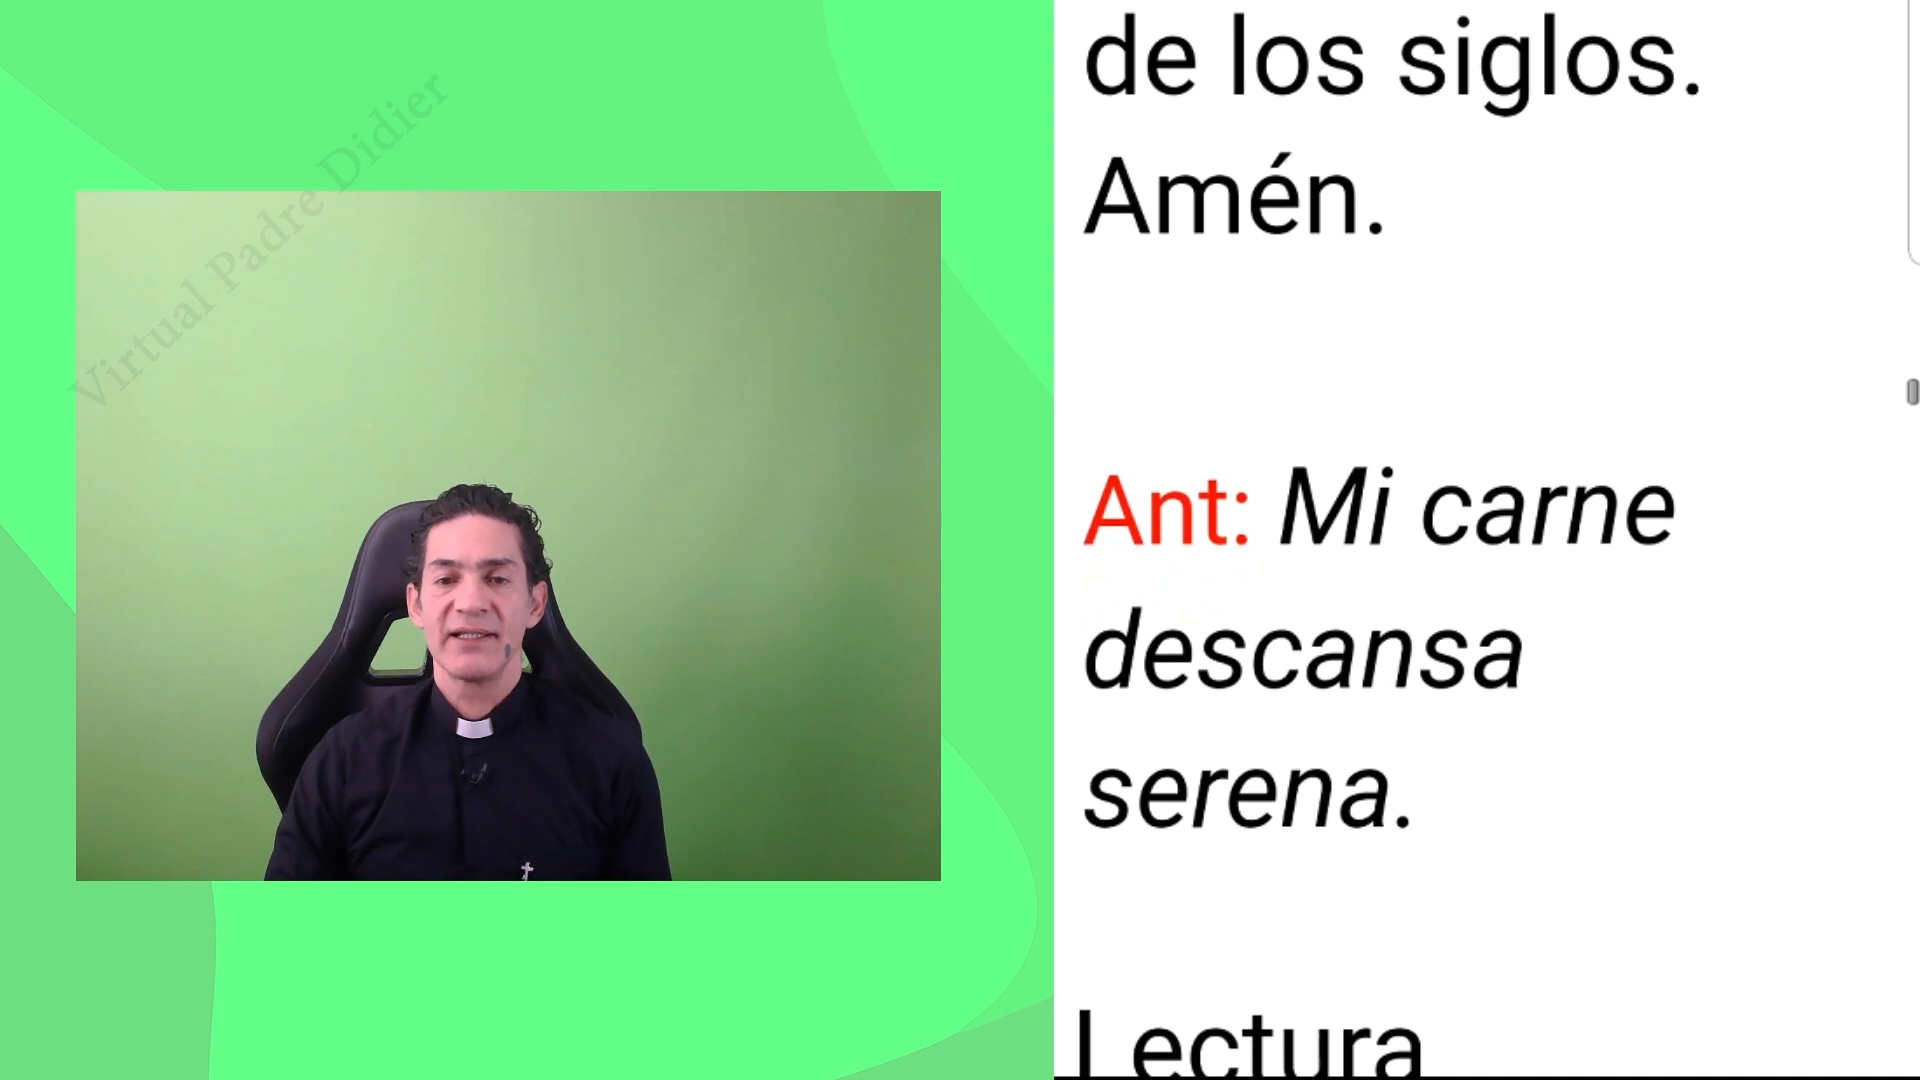 Virtual Padre Didier
de los siglos.
Amén.
Ant: Mi carne
descansa
serena.
Lectura